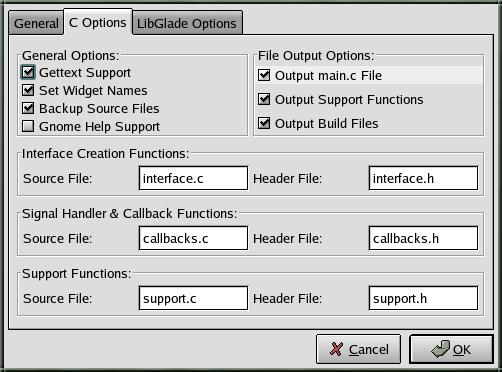 General C Options LibGlade Options
General Options:
Gettext Support
Set Widget Names
Backup Source Files
Gnome Help Support
File Output Options:
Output main.c File
Output Support Functions
Output Build Files
Interface Creation Functions:
Source File: interface.c Header File: interface.h
Signal Handler & Callback Functions:
Source File: callbacks.c Header File: callbacks.h
Support Functions:
Source File: support.c Header File: support.h
Cancel OK